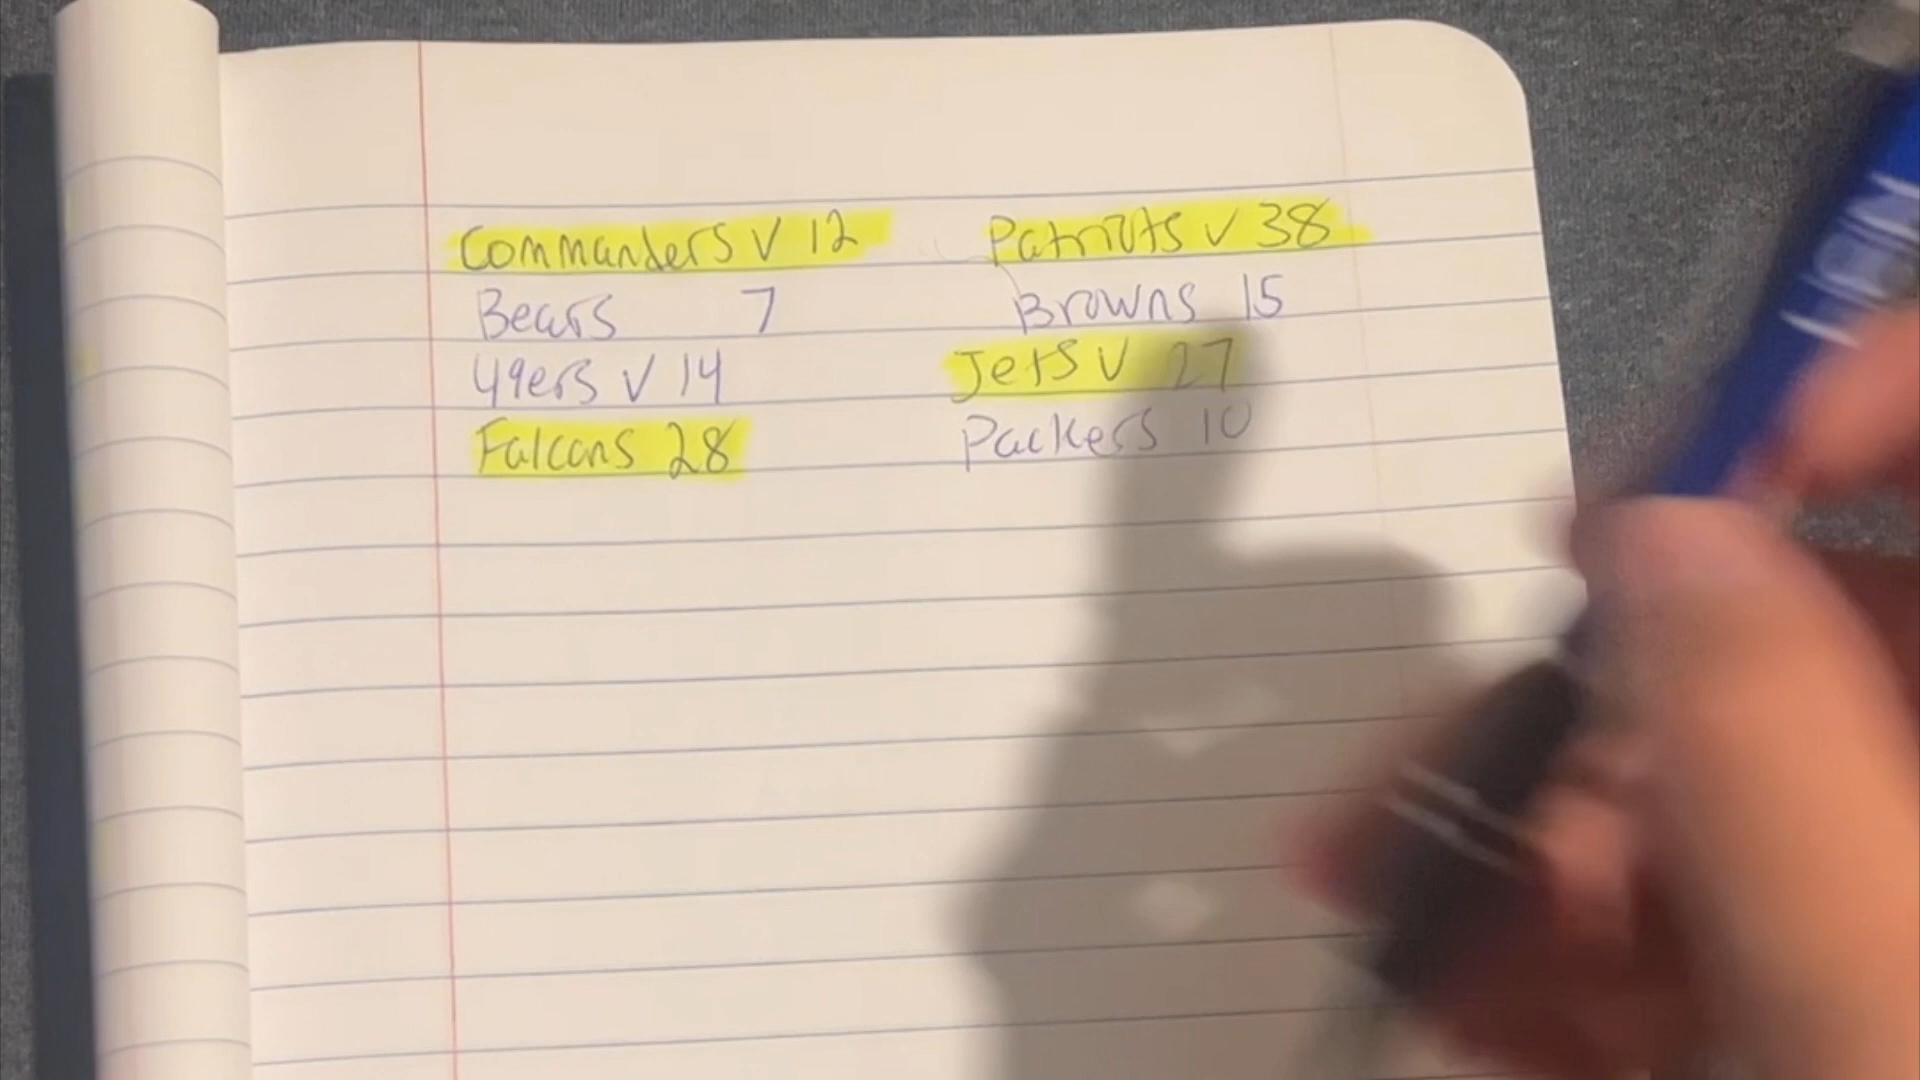 Commanders v 12
Bears 7
49ers v 14
Falcons 28
Patriots v 38
Browns 15
Jets v 27
Packers 10